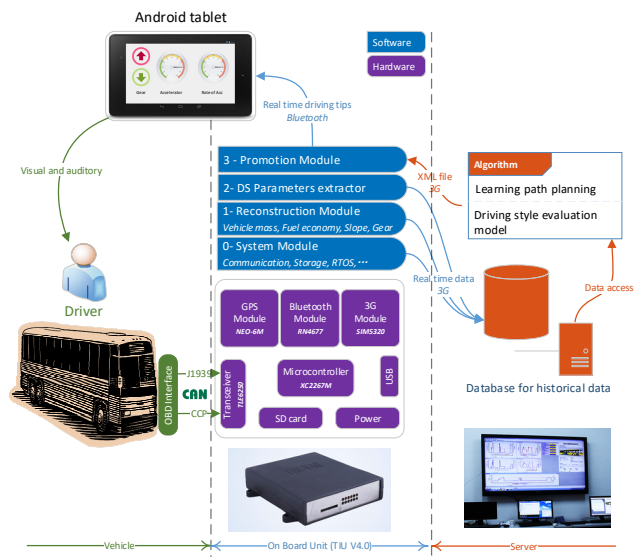 Android tablet
Software
Hardware
Gear
Accelerator
Rate of Acc
Real time driving tips
Bluetooth
Visual and auditory
3 - Promotion Module
2- DS Parameters extractor
1- Reconstruction Module
Vehicle mass, Fuel economy, Slope, Gear
0- System Module
Communication, Storage, RTOS,⋯
XML file
3G
Algorithm
Learning path planning
Driving style evaluation
model
Real time data
3G
Data access
Driver
GPS
Module
NEO-6M
Bluetooth
Module
RN4677
3G
Module
SIM5320
Database for historical data
OBD Interface
J1939
CAN
CCP
Transceiver
TLE6250
Microcontroller
XC2267M
USB
SD card
Power
Vehicle
On Board Unit (TIU V4.0)
Server